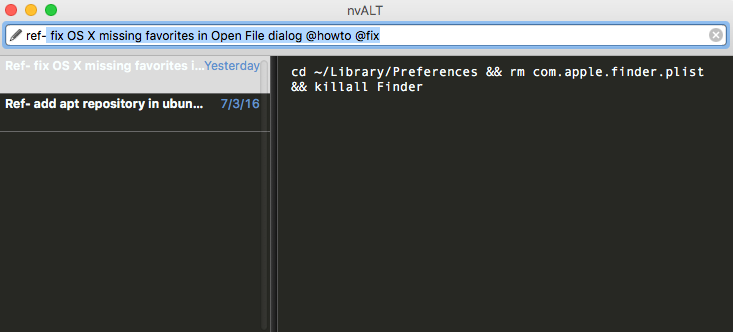 nvALT
ref- fix OS X missing favorites in Open File dialog @howto @fix
Ref- fix OS X missing favorites i... Yesterday
Ref- add apt repository in ubun... 7/3/16
cd ~/Library/Preferences && rm com.apple.finder.plist
&& killall Finder